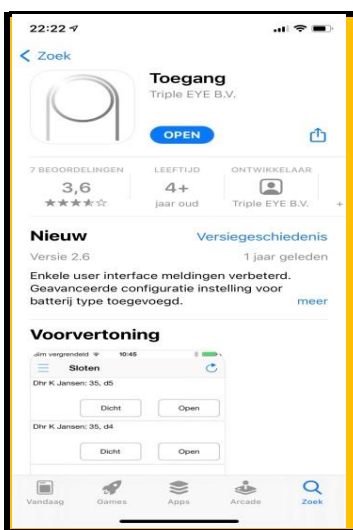 22:22
Zoek
Toegang
Triple EYE B.V.
OPEN
7 BEOORDELINGEN LEEFTIJD ONTWIKKELAAR
3,6 4+
jaar oud Triple EYE B.V. +
Nieuw Versiegeschiedenis
Versie 2.6 1 jaar geleden
Enkele user interface meldingen verbeterd.
Geavanceerde configuratie instelling voor
batterij type toegevoegd. meer
Voorvertoning
sim vergrendeld 10:45
Sloten
Dhr K Jansen: 35, d5
Dicht Open
Dhr K Jansen: 35, d4
Dicht Open
Vandaag Games Apps Arcade Zoek